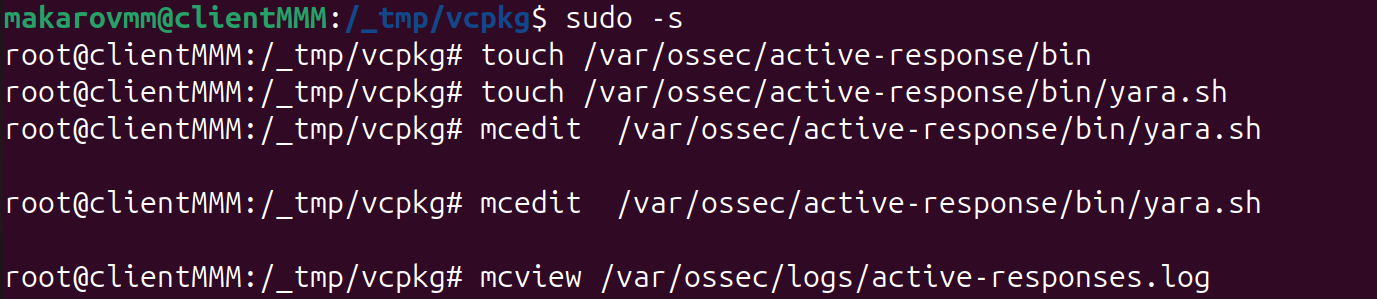 makarovmm@clientMMM:/_tmp/vcpkg$ sudo -s
root@clientMMM:/_tmp/vcpkg# touch /var/ossec/active-response/bin
root@clientMMM:/_tmp/vcpkg# touch /var/ossec/active-response/bin/yara.sh
root@clientMMM:/_tmp/vcpkg# mcedit  /var/ossec/active-response/bin/yara.sh
root@clientMMM:/_tmp/vcpkg# mcedit  /var/ossec/active-response/bin/yara.sh
root@clientMMM:/_tmp/vcpkg# mcview /var/ossec/logs/active-responses.log